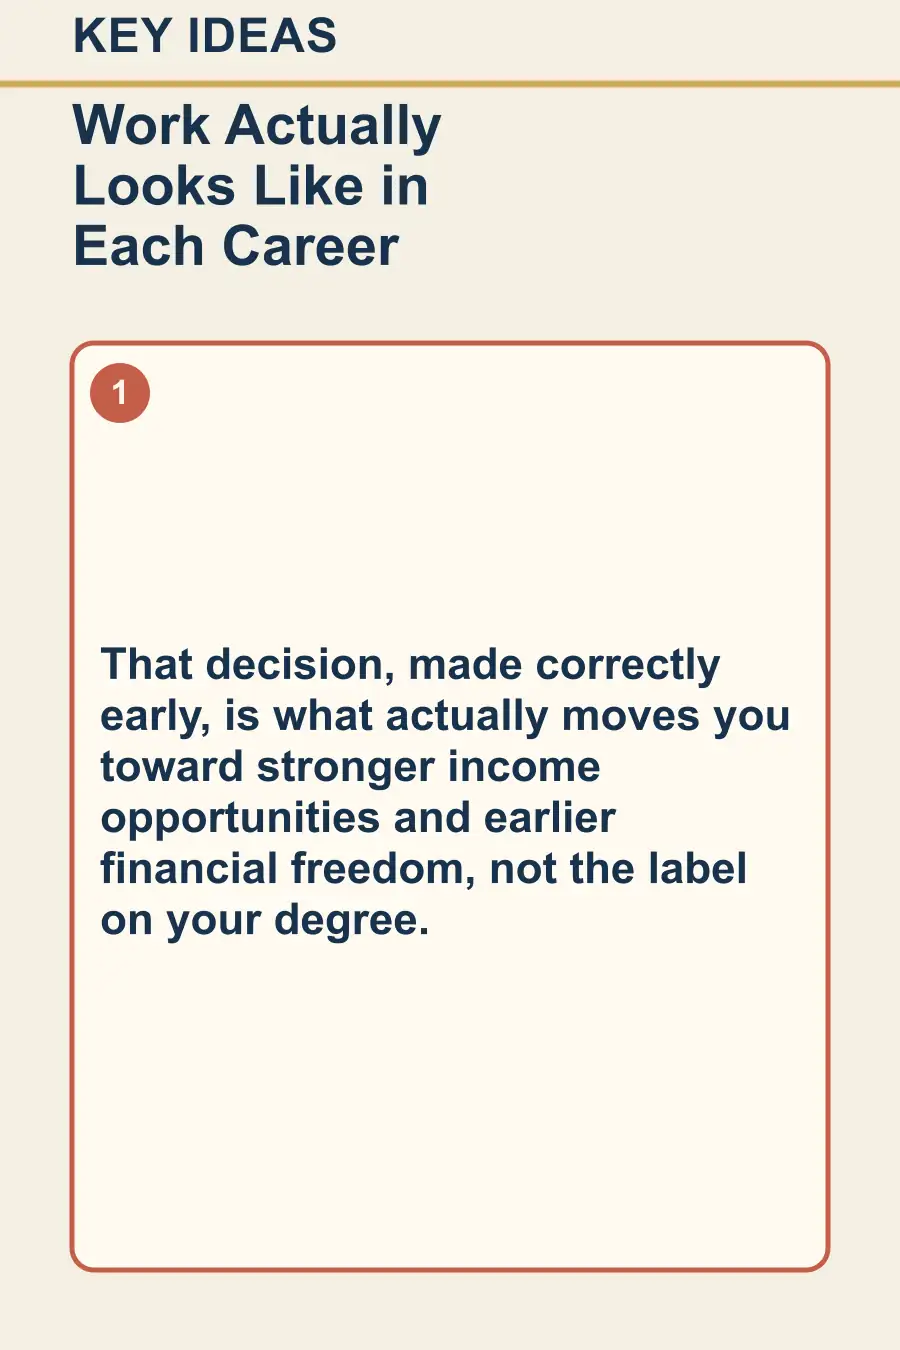 KEY IDEAS
Work Actually
Looks Like in
Each Career
1
That decision, made correctly
early, is what actually moves you
toward stronger income
opportunities and earlier
financial freedom, not the label
on your degree.